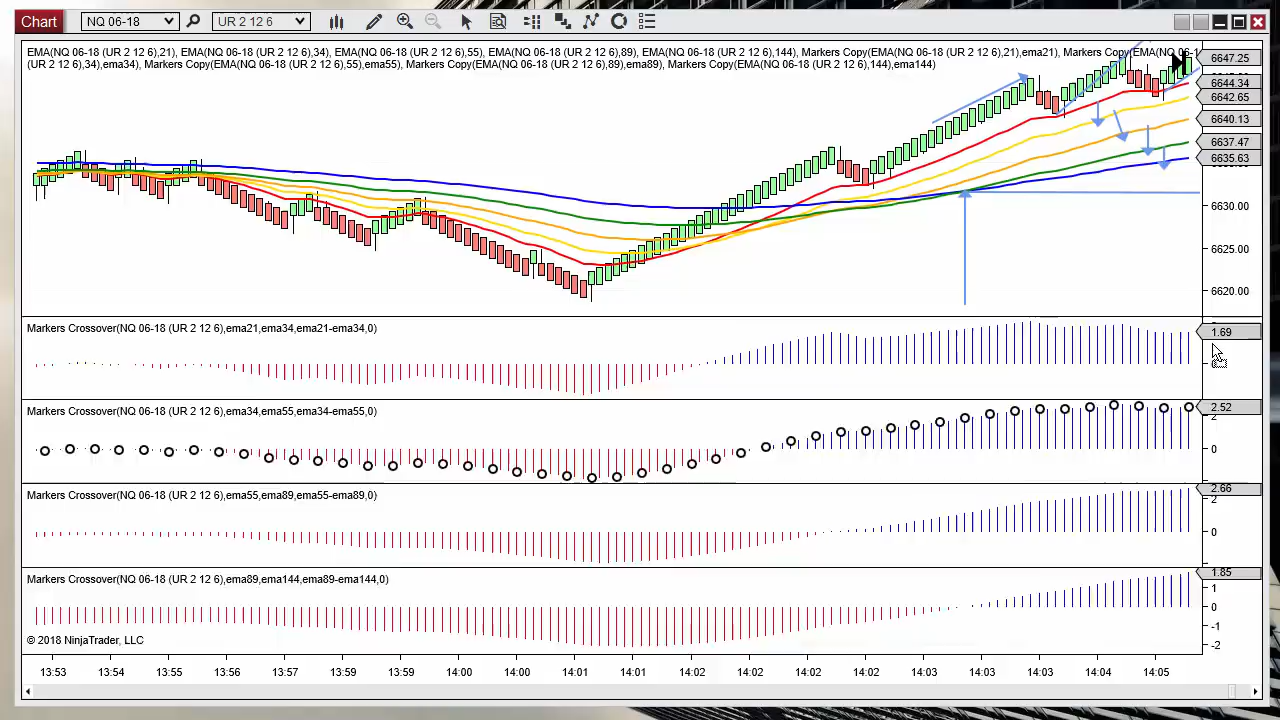 Chart NQ 06-18 UR 2 12 6
EMA(NQ 06-18 (UR 2 12 6),21), EMA(NQ 06-18 (UR 2 12 6),34), EMA(NQ 06-18 (UR 2 12 6),55), EMA(NQ 06-18 (UR 2 12 6),89), EMA(NQ 06-18 (UR 2 12 6),144), Markers Copy(EMA(NQ 06-18 (UR 2 12 6),21),ema21), Markers Copy(EMA(NQ 06-1
(UR 2 12 6),34),ema34), Markers Copy(EMA(NQ 06-18 (UR 2 12 6),55),ema55), Markers Copy(EMA(NQ 06-18 (UR 2 12 6),89),ema89), Markers Copy(EMA(NQ 06-18 (UR 2 12 6),144),ema144)
6647.25
6644.34
6642.65
6640.13
6637.47
6635.63
6630.00
6625.00
6620.00
Markers Crossover(NQ 06-18 (UR 2 12 6),ema21,ema34,ema21-ema34,0)
1.69
0
Markers Crossover(NQ 06-18 (UR 2 12 6),ema34,ema55,ema34-ema55,0)
2.52
2
0
Markers Crossover(NQ 06-18 (UR 2 12 6),ema55,ema89,ema55-ema89,0)
2.66
2
0
Markers Crossover(NQ 06-18 (UR 2 12 6),ema89,ema144,ema89-ema144,0)
1.85
1
0
-1
-2
© 2018 NinjaTrader, LLC
13:53 13:54 13:55 13:56 13:57 13:59 13:59 14:00 14:00 14:01 14:01 14:02 14:02 14:02 14:02 14:03 14:03 14:03 14:04 14:05